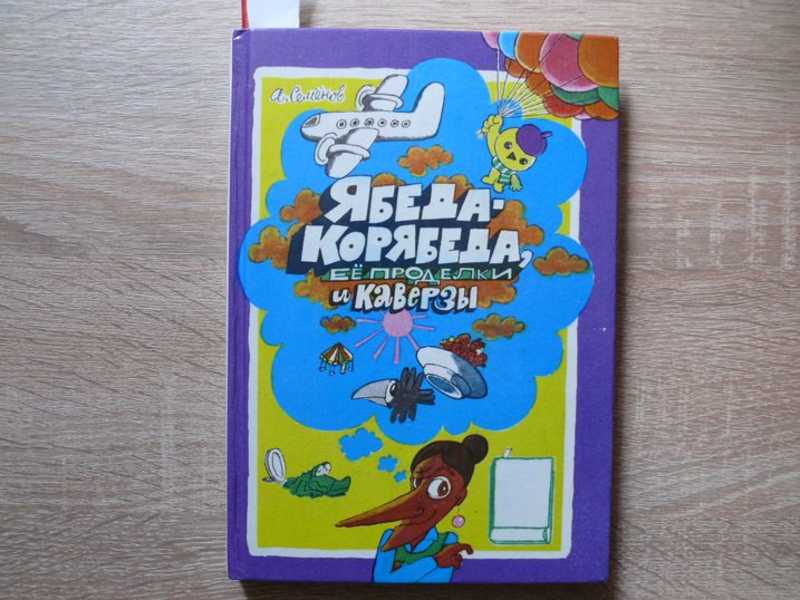 А. Семёнов
ЯБЕДА-
КОРЯБЕДА,
ЕЁ ПРОДЕЛКИ
и КАВЕРЗЫ